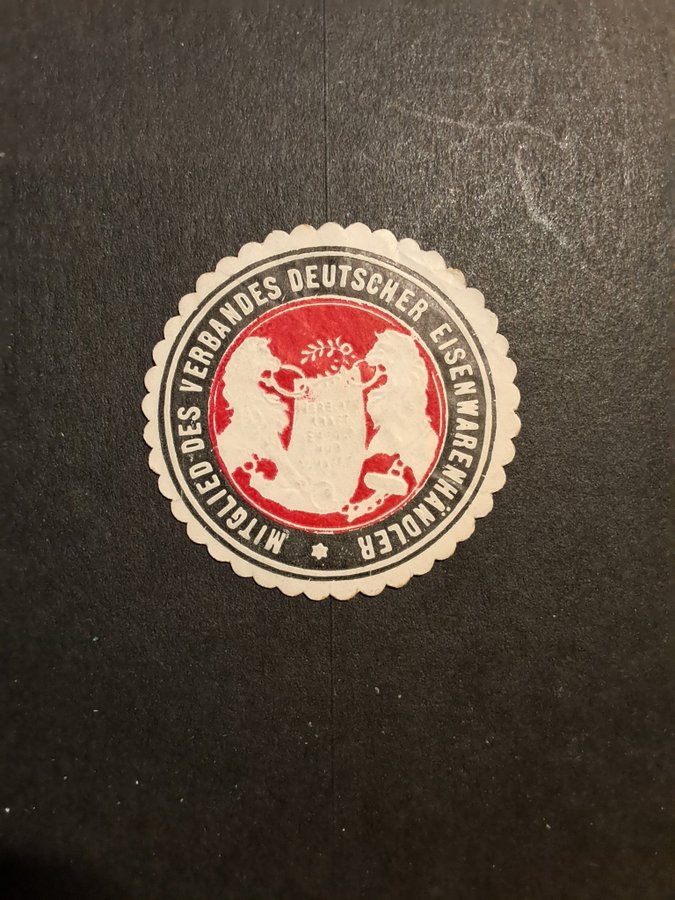 MITGLIED DES VERBANDES DEUTSCHER EISENWARENHÄNDLER